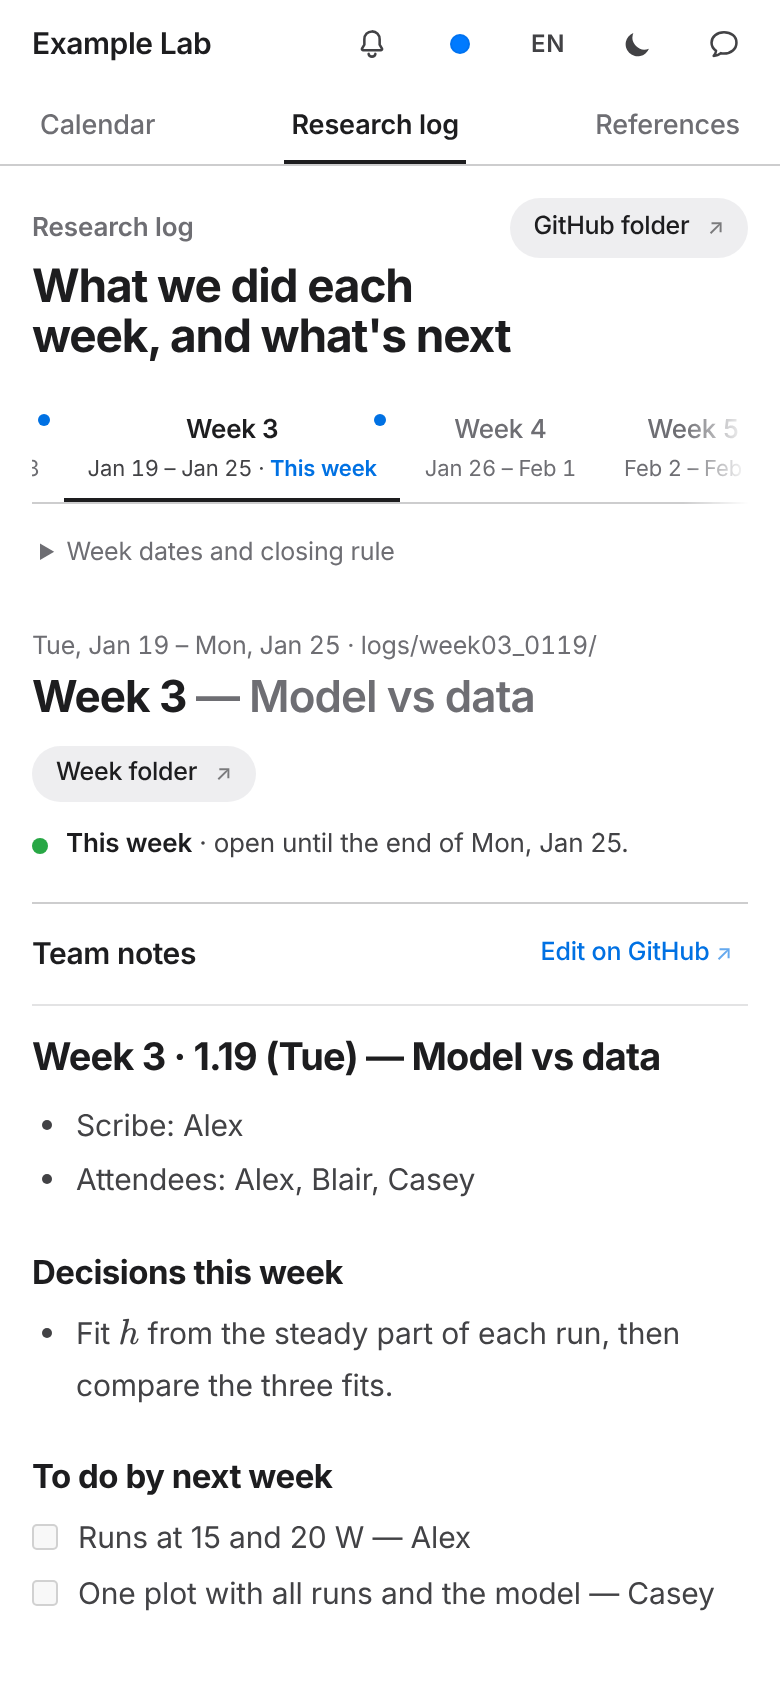 Example Lab
EN
Calendar
Research log
References
Research log
GitHub folder ↗
What we did each
week, and what's next
Week 3
Week 4
Week 5
3
Jan 19 – Jan 25 · This week
Jan 26 – Feb 1
Feb 2 – Feb
▶ Week dates and closing rule
Tue, Jan 19 – Mon, Jan 25 · logs/week03_0119/
Week 3 — Model vs data
Week folder ↗
This week · open until the end of Mon, Jan 25.
Team notes
Edit on GitHub ↗
Week 3 · 1.19 (Tue) — Model vs data
• Scribe: Alex
• Attendees: Alex, Blair, Casey
Decisions this week
• Fit h from the steady part of each run, then
compare the three fits.
To do by next week
Runs at 15 and 20 W — Alex
One plot with all runs and the model — Casey